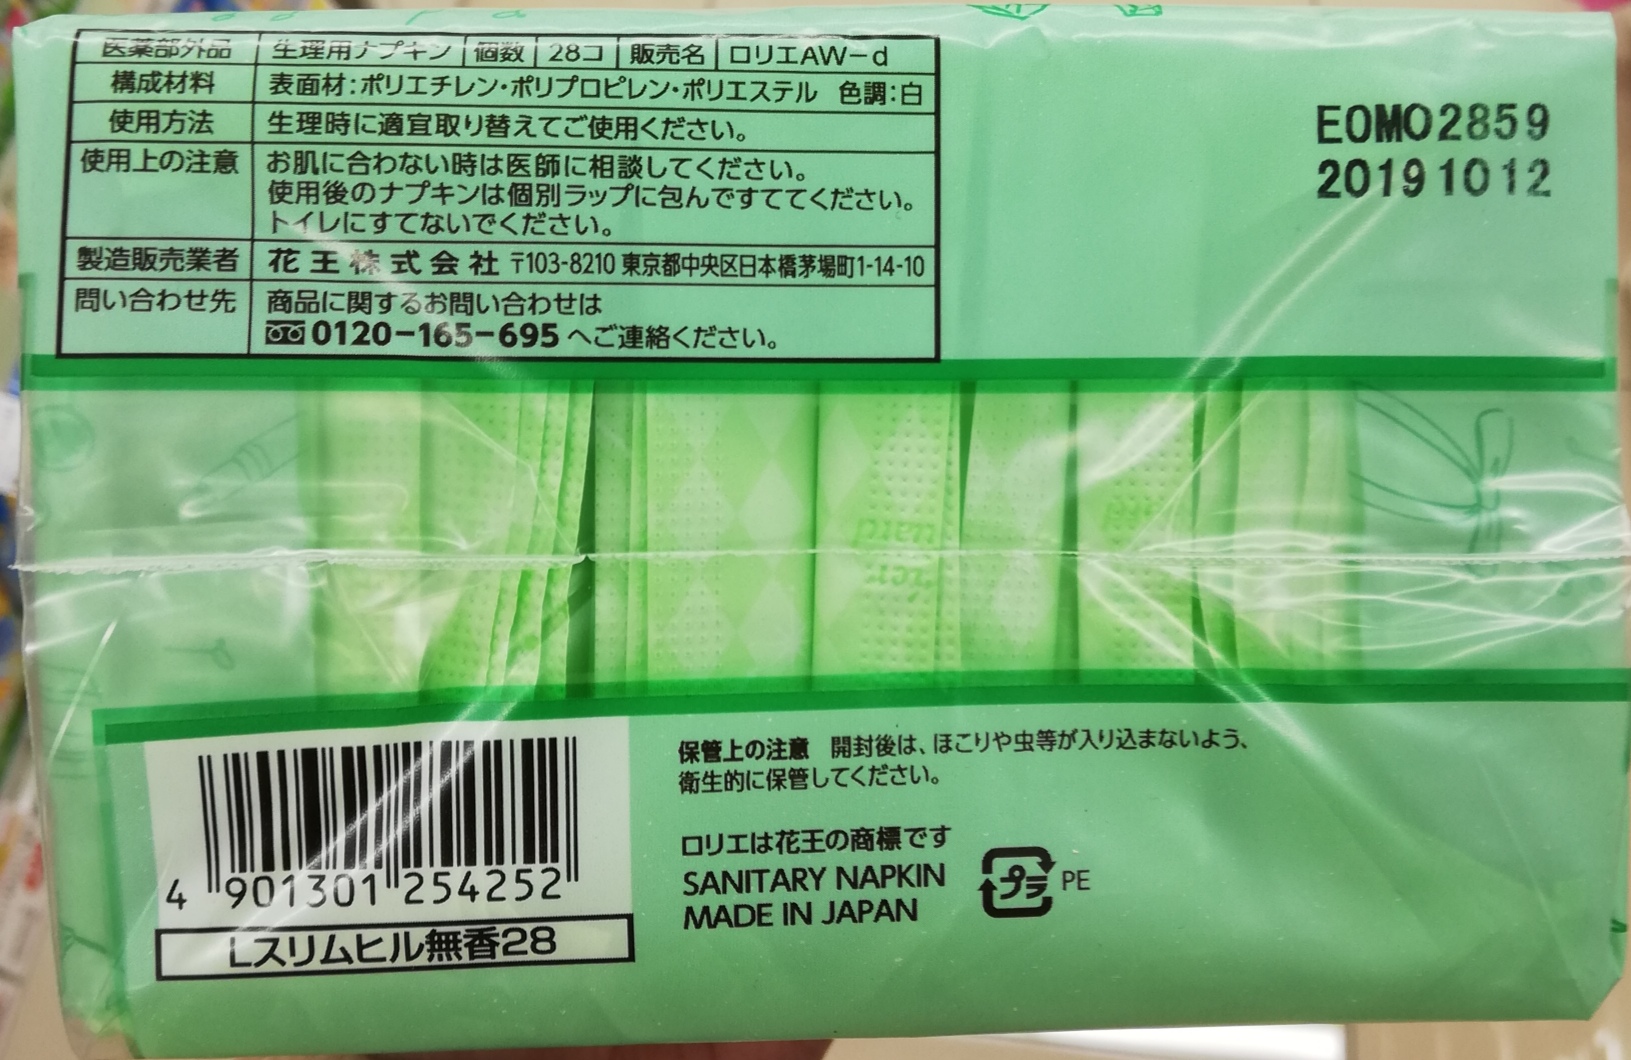 医薬部外品 生理用ナプキン 個数 28コ 販売名 ロリエAW-d
構成材料 表面材:ポリエチレン・ポリプロピレン・ポリエステル 色調:白
使用方法 生理時に適宜取り替えてご使用ください。
使用上の注意 お肌に合わない時は医師に相談してください。
使用後のナプキンは個別ラップに包んですててください。
トイレにすてないでください。
製造販売業者 花王株式会社 〒103-8210 東京都中央区日本橋茅場町1-14-10
問い合わせ先 商品に関するお問い合わせは
0120-165-695 へご連絡ください。
EOMO2859
20191012
guard
保管上の注意 開封後は、ほこりや虫等が入り込まないよう、
衛生的に保管してください。
ロリエは花王の商標です
SANITARY NAPKIN
MADE IN JAPAN
プラ PE
4 901301 254252
Lスリムヒル無香28